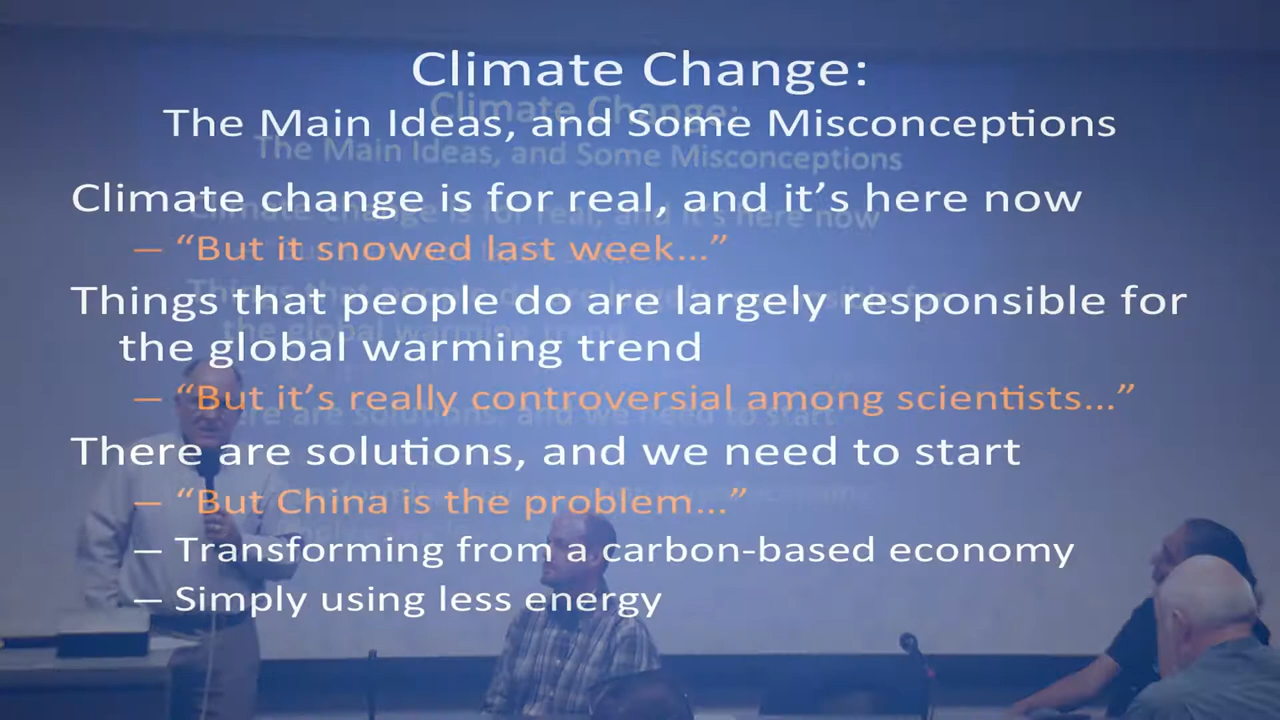 Climate Change:
The Main Ideas, and Some Misconceptions
Climate change is for real, and it’s here now
– “But it snowed last week…”
Things that people do are largely responsible for
the global warming trend
– “But it’s really controversial among scientists…”
There are solutions, and we need to start
– “But China is the problem…”
– Transforming from a carbon-based economy
– Simply using less energy